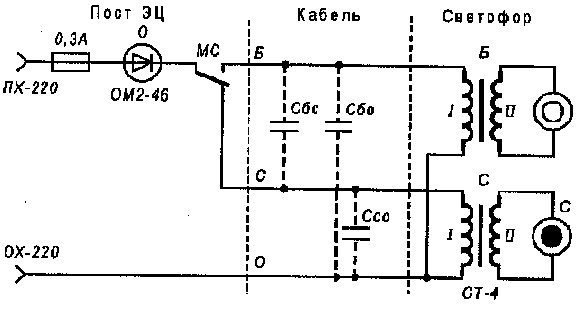 Пост ЭЦ Кабель Светофор
0,3А О МС Б Б
ПХ-220 ОМ2-46 Сбс Сбо I II
С С С
Ссо I II
ОХ-220 О
СТ-4